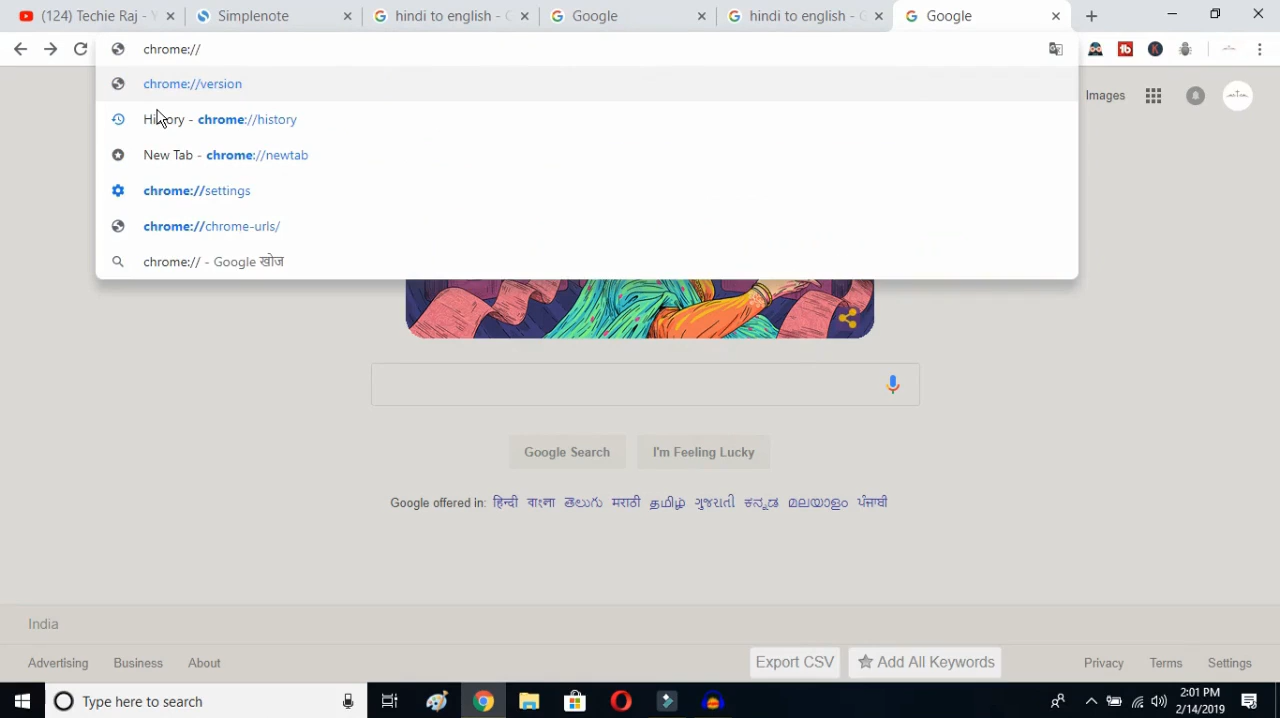 (124) Techie Raj - Y
Simplenote
hindi to english - G
Google
hindi to english - G
Google
chrome://
chrome://version
History - chrome://history
New Tab - chrome://newtab
chrome://settings
chrome://chrome-urls/
chrome:// - Google खोज
Images
Google Search
I'm Feeling Lucky
Google offered in: हिन्दी বাংলা తెలుగు मराठी தமிழ் ગુજરાતી ಕನ್ನಡ മലയാളം ਪੰਜਾਬੀ
India
Advertising Business About
Export CSV
Add All Keywords
Privacy Terms Settings
Type here to search
2:01 PM
2/14/2019